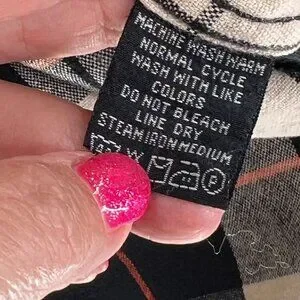 MACHINE WASH WARM
NORMAL CYCLE
WASH WITH LIKE
COLORS
DO NOT BLEACH
LINE DRY
STEAM IRON MEDIUM